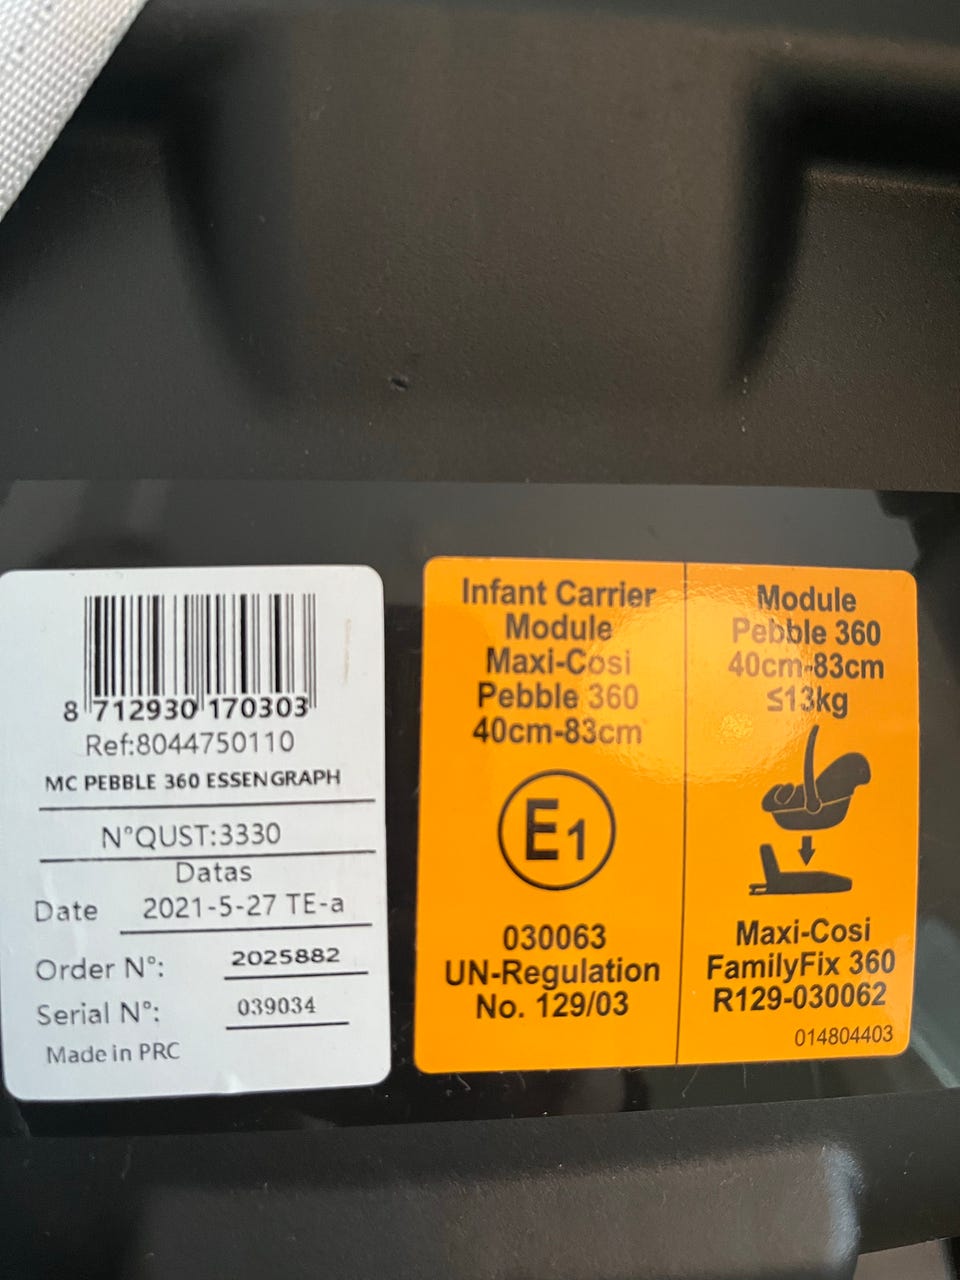 8 712930 170303
Ref:8044750110
MC PEBBLE 360 ESSENGRAPH
N°QUST:3330
Datas
Date 2021-5-27 TE-a
Order N°: 2025882
Serial N°: 039034
Made in PRC
Infant Carrier
Module
Maxi-Cosi
Pebble 360
40cm-83cm
E1
030063
UN-Regulation
No. 129/03
Module
Pebble 360
40cm-83cm
≤13kg
Maxi-Cosi
FamilyFix 360
R129-030062
014804403